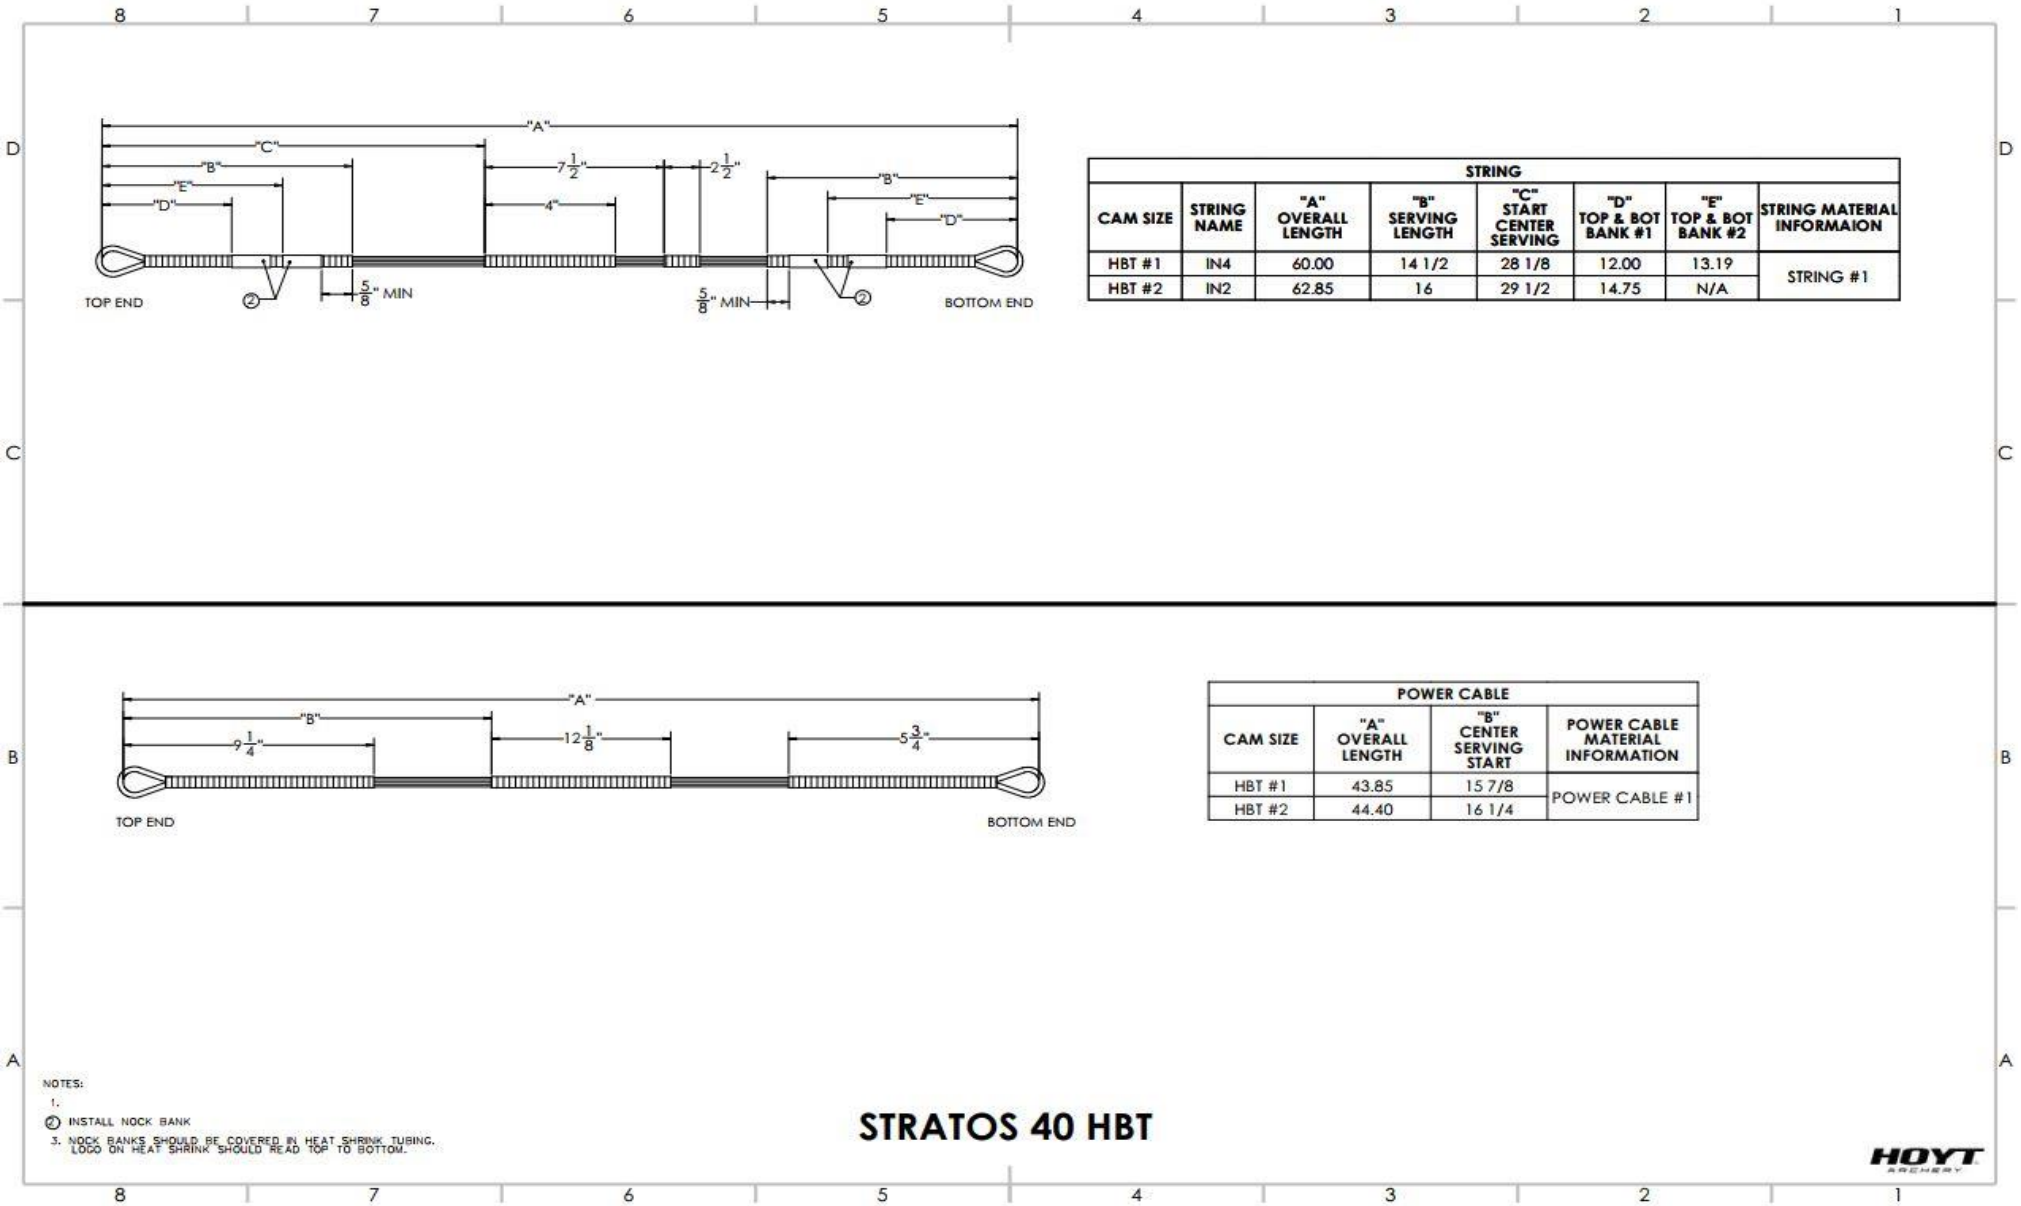 8 7 6 5 4 3 2 1
D D
"A"
"C"
7 1/2" 2 1/2"
"B" "B"
"E" "E"
"D" 4" "D"
TOP END ② 5/8" MIN 5/8" MIN ② BOTTOM END
STRING
CAM SIZE | STRING NAME | "A" OVERALL LENGTH | "B" SERVING LENGTH | "C" START CENTER SERVING | "D" TOP & BOT BANK #1 | "E" TOP & BOT BANK #2 | STRING MATERIAL INFORMAION
HBT #1 | IN4 | 60.00 | 14 1/2 | 28 1/8 | 12.00 | 13.19 | STRING #1
HBT #2 | IN2 | 62.85 | 16 | 29 1/2 | 14.75 | N/A
C C
"A"
"B"
9 1/4" 12 1/8" 5 3/4"
B B
TOP END BOTTOM END
POWER CABLE
CAM SIZE | "A" OVERALL LENGTH | "B" CENTER SERVING START | POWER CABLE MATERIAL INFORMATION
HBT #1 | 43.85 | 15 7/8 | POWER CABLE #1
HBT #2 | 44.40 | 16 1/4
A A
NOTES:
1.
② INSTALL NOCK BANK
3. NOCK BANKS SHOULD BE COVERED IN HEAT SHRINK TUBING.
LOGO ON HEAT SHRINK SHOULD READ TOP TO BOTTOM.
STRATOS 40 HBT
HOYT
ARCHERY
8 7 6 5 4 3 2 1